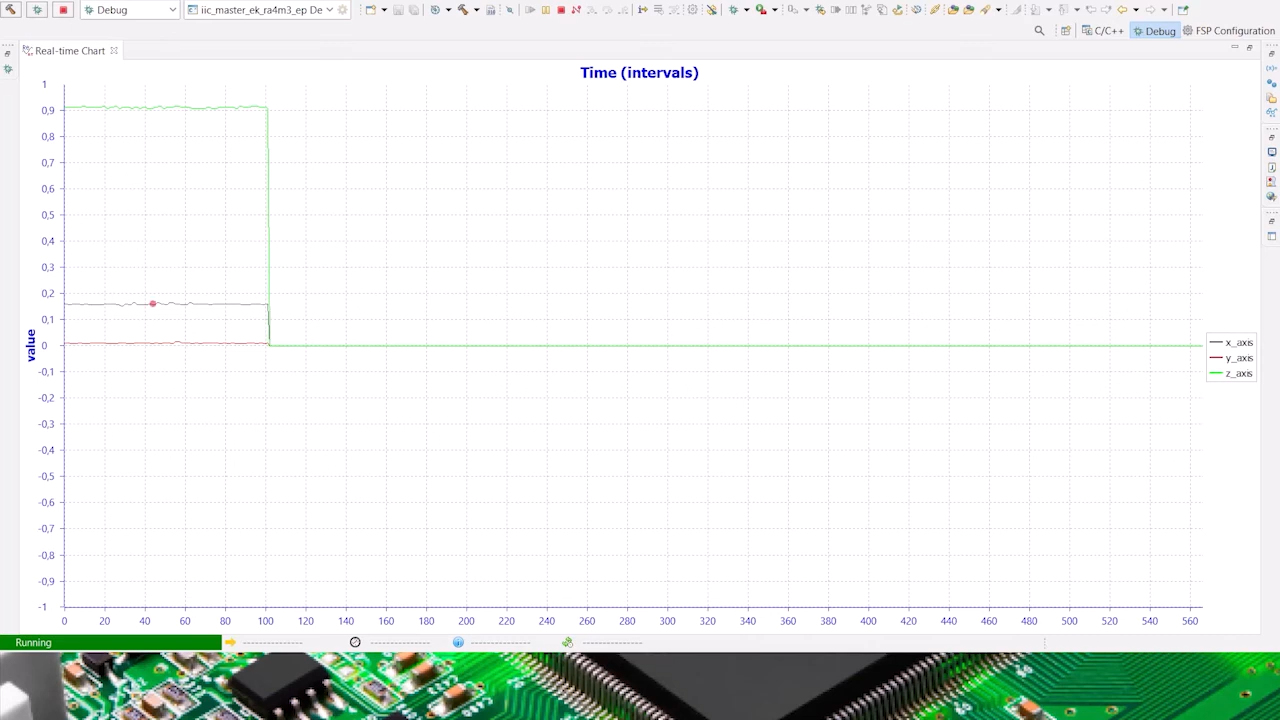 Debug
iic_master_ek_ra4m3_ep De
C/C++
Debug
FSP Configuration
Real-time Chart
Time (intervals)
1
0,9
0,8
0,7
0,6
0,5
0,4
0,3
0,2
0,1
0
-0,1
-0,2
-0,3
-0,4
-0,5
-0,6
-0,7
-0,8
-0,9
-1
value
x_axis
y_axis
z_axis
0 20 40 60 80 100 120 140 160 180 200 220 240 260 280 300 320 340 360 380 400 420 440 460 480 500 520 540 560
Running